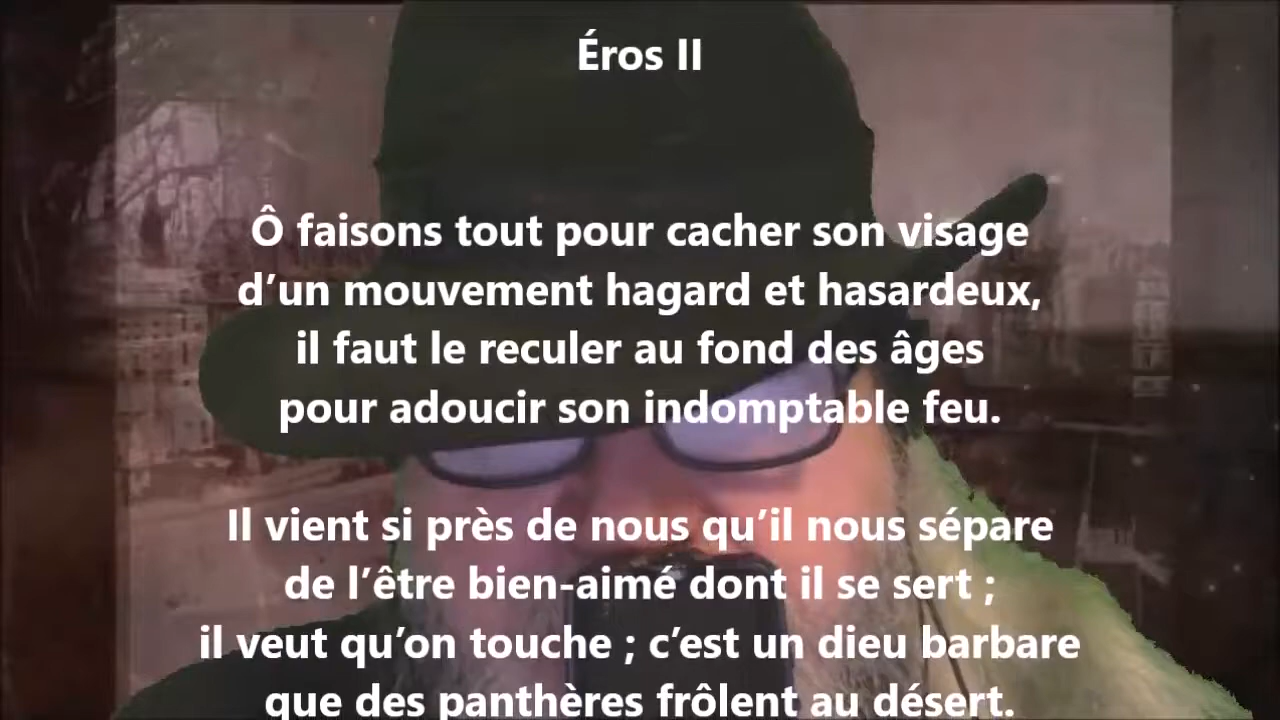 Éros II
Ô faisons tout pour cacher son visage
d’un mouvement hagard et hasardeux,
il faut le reculer au fond des âges
pour adoucir son indomptable feu.
Il vient si près de nous qu’il nous sépare
de l’être bien-aimé dont il se sert ;
il veut qu’on touche ; c’est un dieu barbare
que des panthères frôlent au désert.